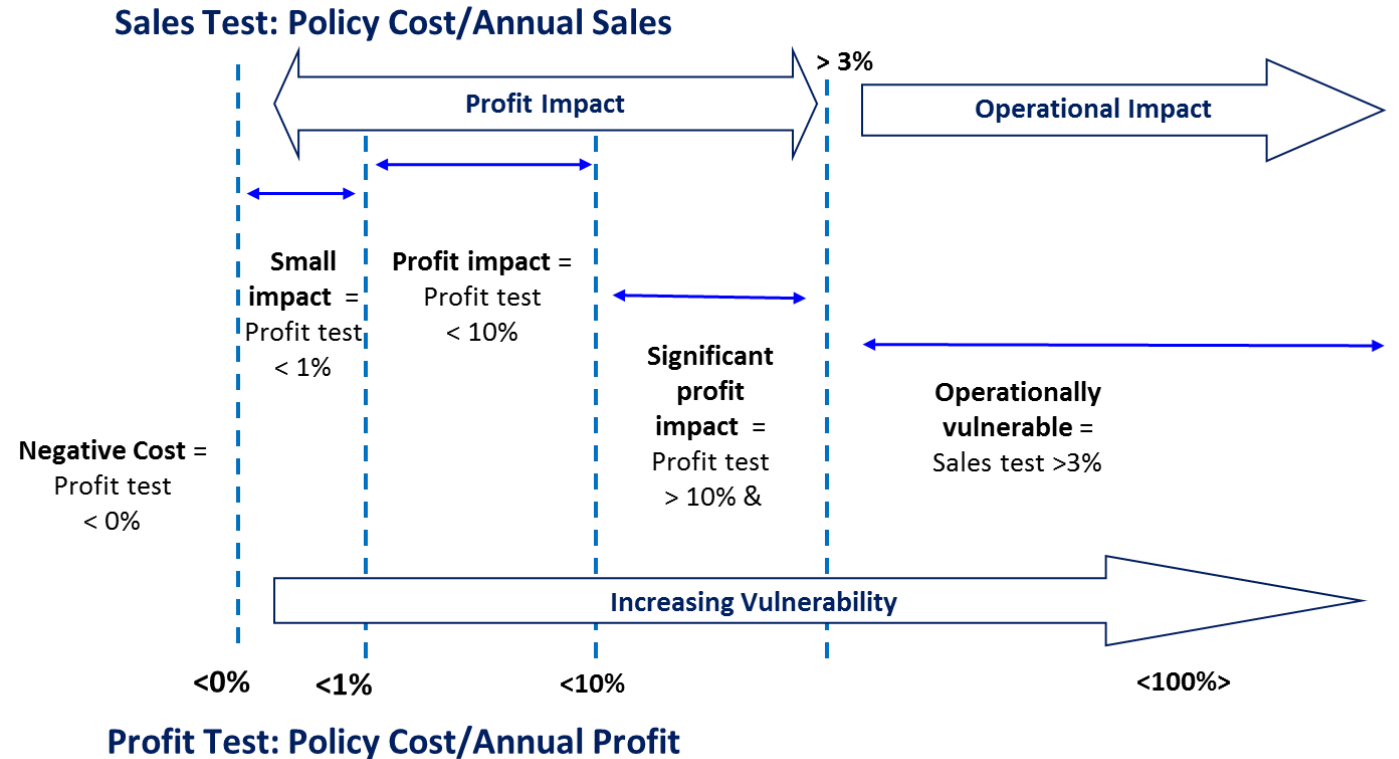 Sales Test: Policy Cost/Annual Sales
> 3%
Profit Impact
Operational Impact
Small
impact =
Profit test
< 1%
Profit impact =
Profit test
< 10%
Significant
profit
impact =
Profit test
> 10% &
Operationally
vulnerable =
Sales test >3%
Negative Cost =
Profit test
< 0%
Increasing Vulnerability
<0%
<1%
<10%
<100%>
Profit Test: Policy Cost/Annual Profit